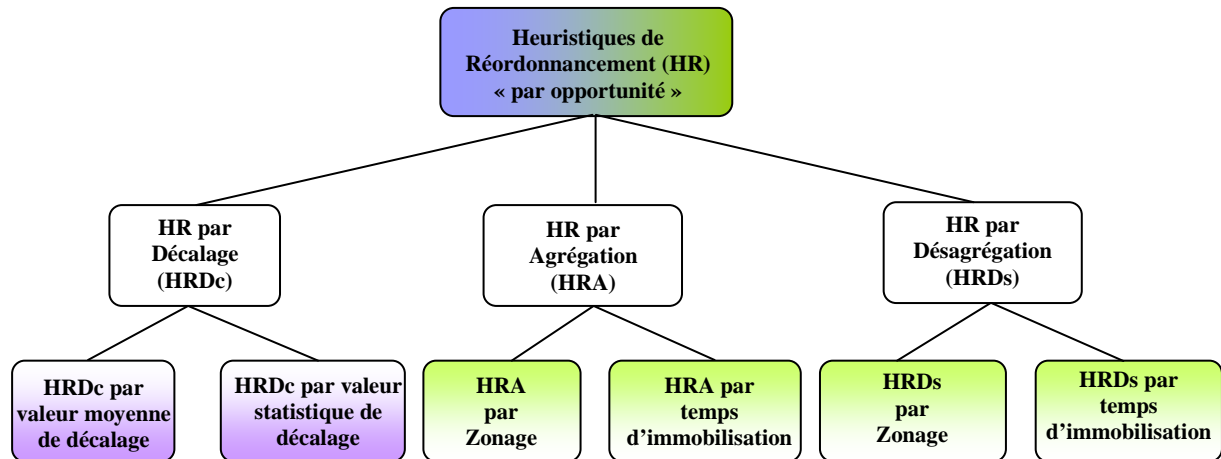 Heuristiques de
Réordonnancement (HR)
« par opportunité »
HR par
Décalage
(HRDc)
HR par
Agrégation
(HRA)
HR par
Désagrégation
(HRDs)
HRDc par
valeur moyenne
de décalage
HRDc par valeur
statistique de
décalage
HRA
par
Zonage
HRA par
temps
d’immobilisation
HRDs
par
Zonage
HRDs par
temps
d’immobilisation